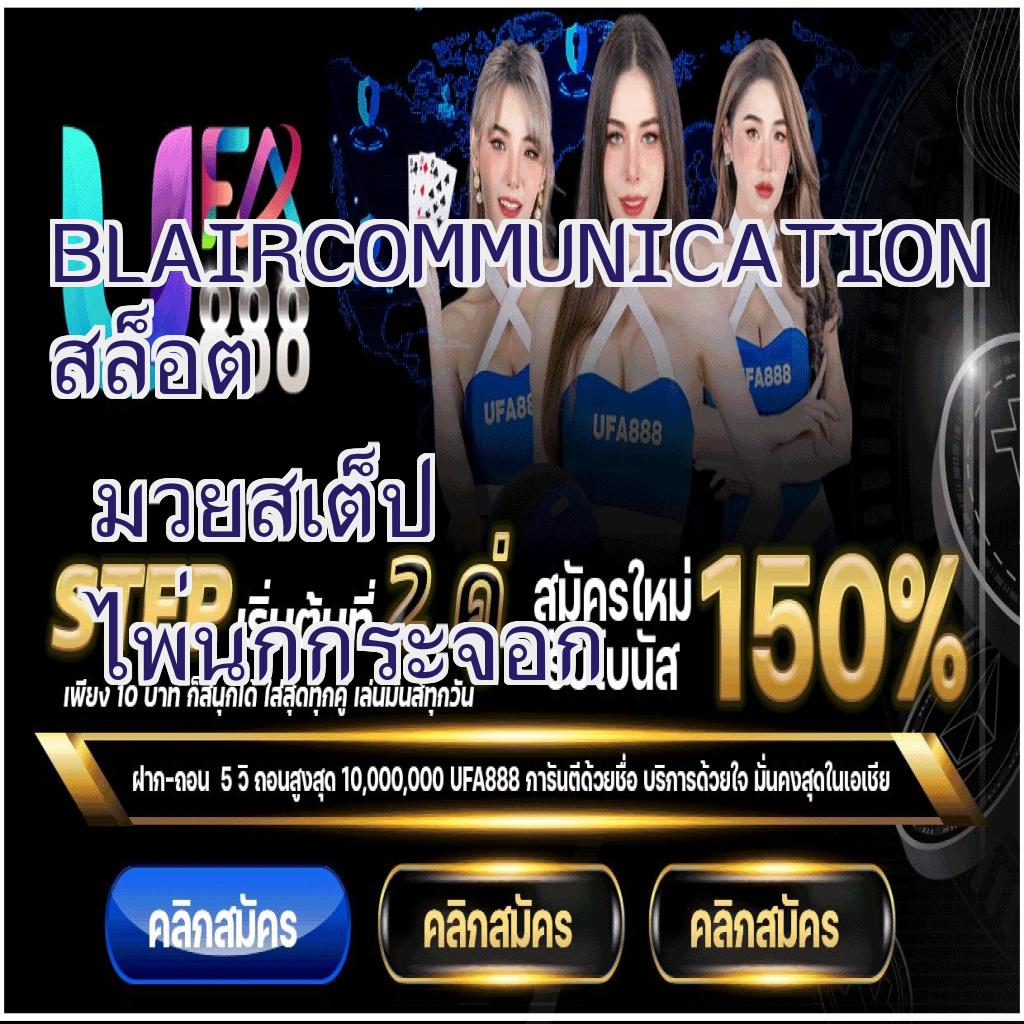 UFA
888
BLAIRCOMMUNICATION
สล็อต
UFA888
UFA888
มวยสเต็ป
STEP เริ่มต้นที่ 2 คู่
สมัครใหม่ 150%
ไพ่นกกระจอก
โบนัส
เพียง 10 บาท ก็สนุกได้ ใส่สุดทุกคู่ เล่นมันส์ทุกวัน
ฝาก-ถอน 5 วิ ถอนสูงสุด 10,000,000 UFA888 การันตีด้วยชื่อ บริการด้วยใจ มั่นคงสุดในเอเชีย
คลิกสมัคร คลิกสมัคร คลิกสมัคร